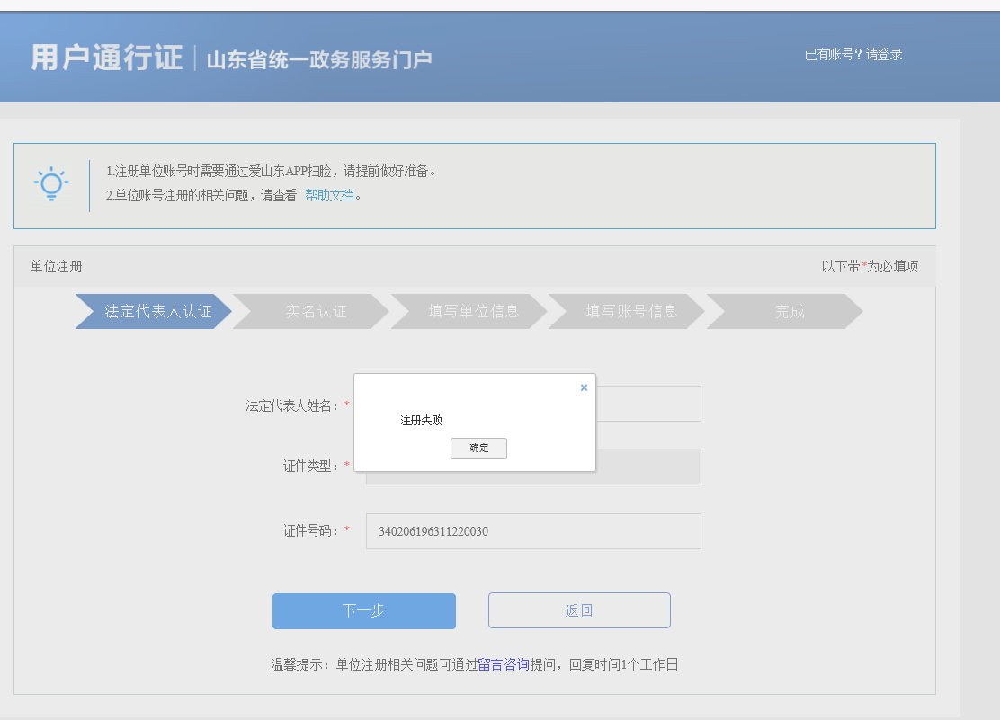 用户通行证 | 山东省统一政务服务门户
已有账号？请登录
1.注册单位账号时需要通过爱山东APP扫脸，请提前做好准备。
2.单位账号注册的相关问题，请查看 帮助文档。
单位注册
以下带*为必填项
法定代表人认证
实名认证
填写单位信息
填写账号信息
完成
法定代表人姓名：*
×
注册失败
确定
证件类型：*
证件号码：*
340206196311220030
下一步
返回
温馨提示：单位注册相关问题可通过留言咨询提问，回复时间1个工作日